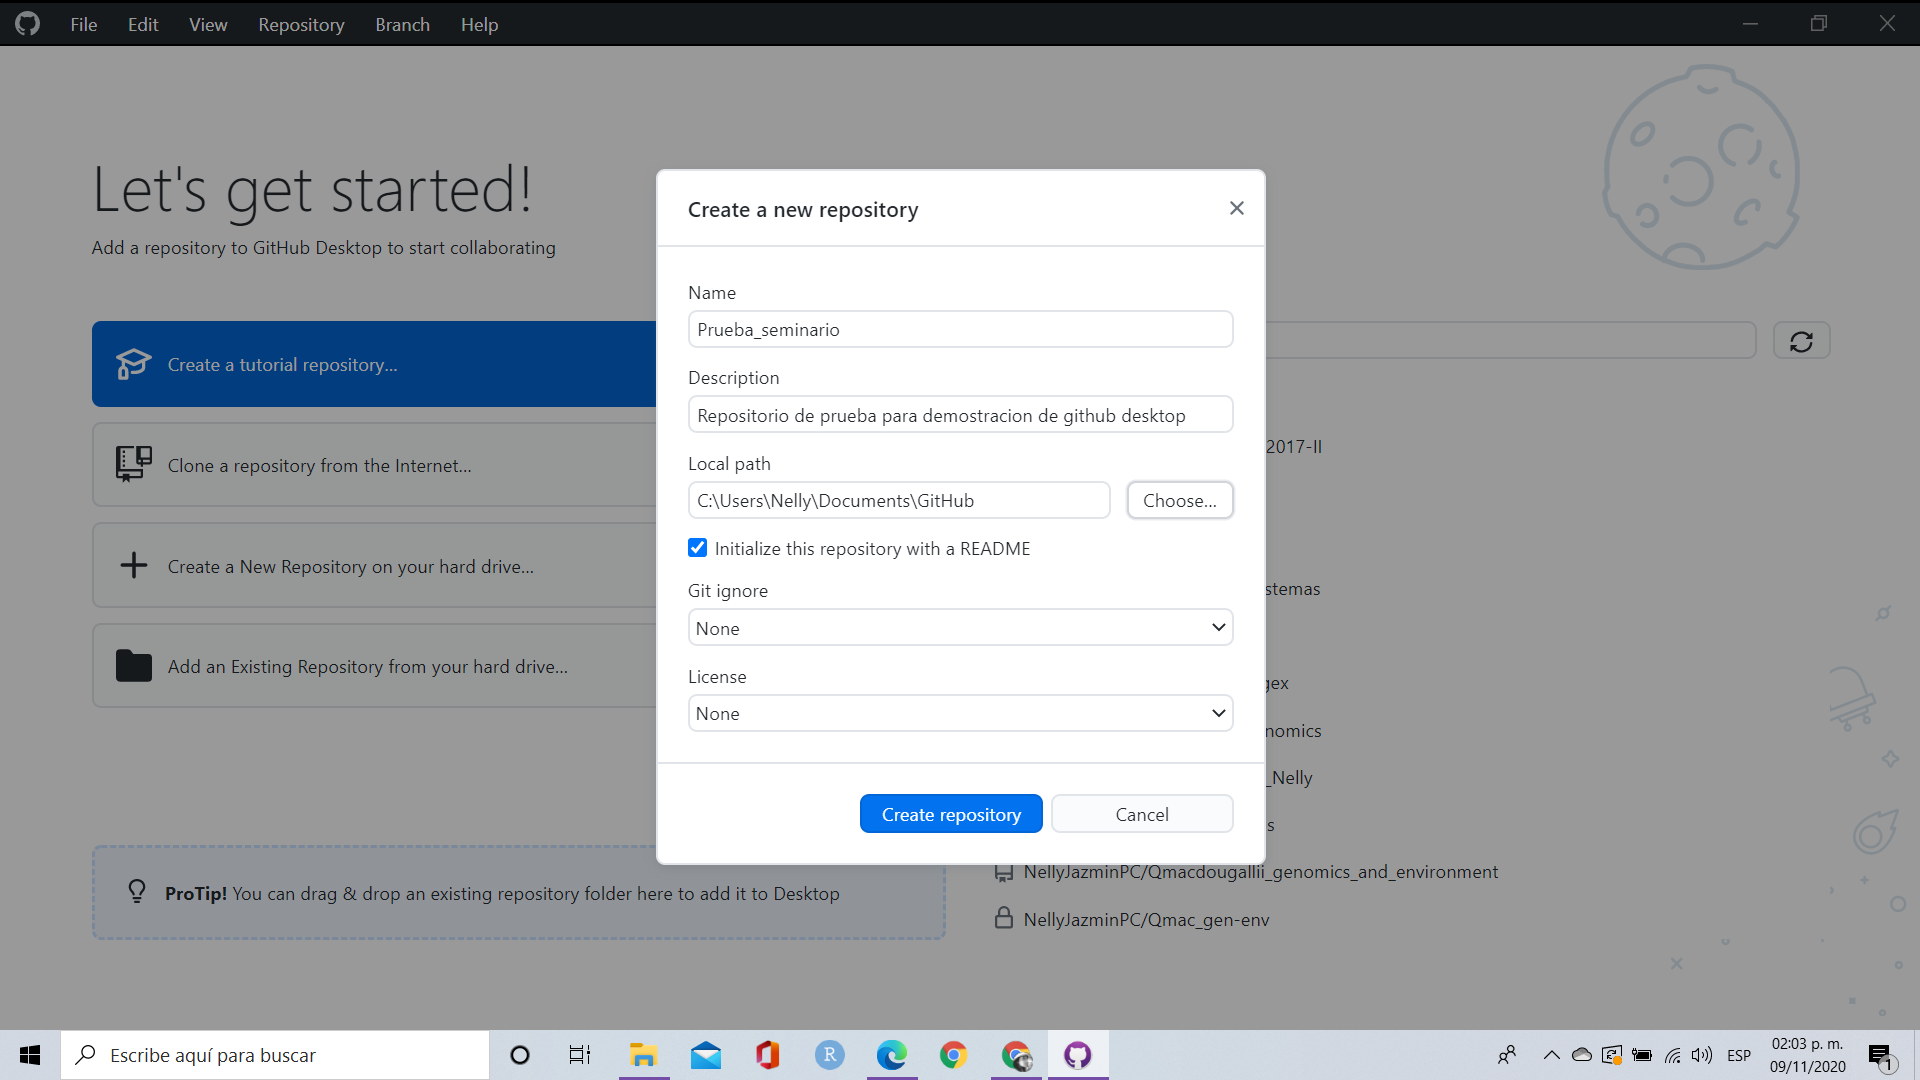 File Edit View Repository Branch Help
Let's get started!
Add a repository to GitHub Desktop to start collaborating
Create a tutorial repository...
Clone a repository from the Internet...
Create a New Repository on your hard drive...
Add an Existing Repository from your hard drive...
ProTip! You can drag & drop an existing repository folder here to add it to Desktop
Create a new repository
Name
Prueba_seminario
Description
Repositorio de prueba para demostracion de github desktop
Local path
C:\Users\Nelly\Documents\GitHub
Choose...
Initialize this repository with a README
Git ignore
None
License
None
Create repository
Cancel
2017-II
stemas
gex
nomics
_Nelly
s
NellyJazminPC/Qmacdougallii_genomics_and_environment
NellyJazminPC/Qmac_gen-env
Escribe aquí para buscar
R
ESP
02:03 p. m.
09/11/2020
1